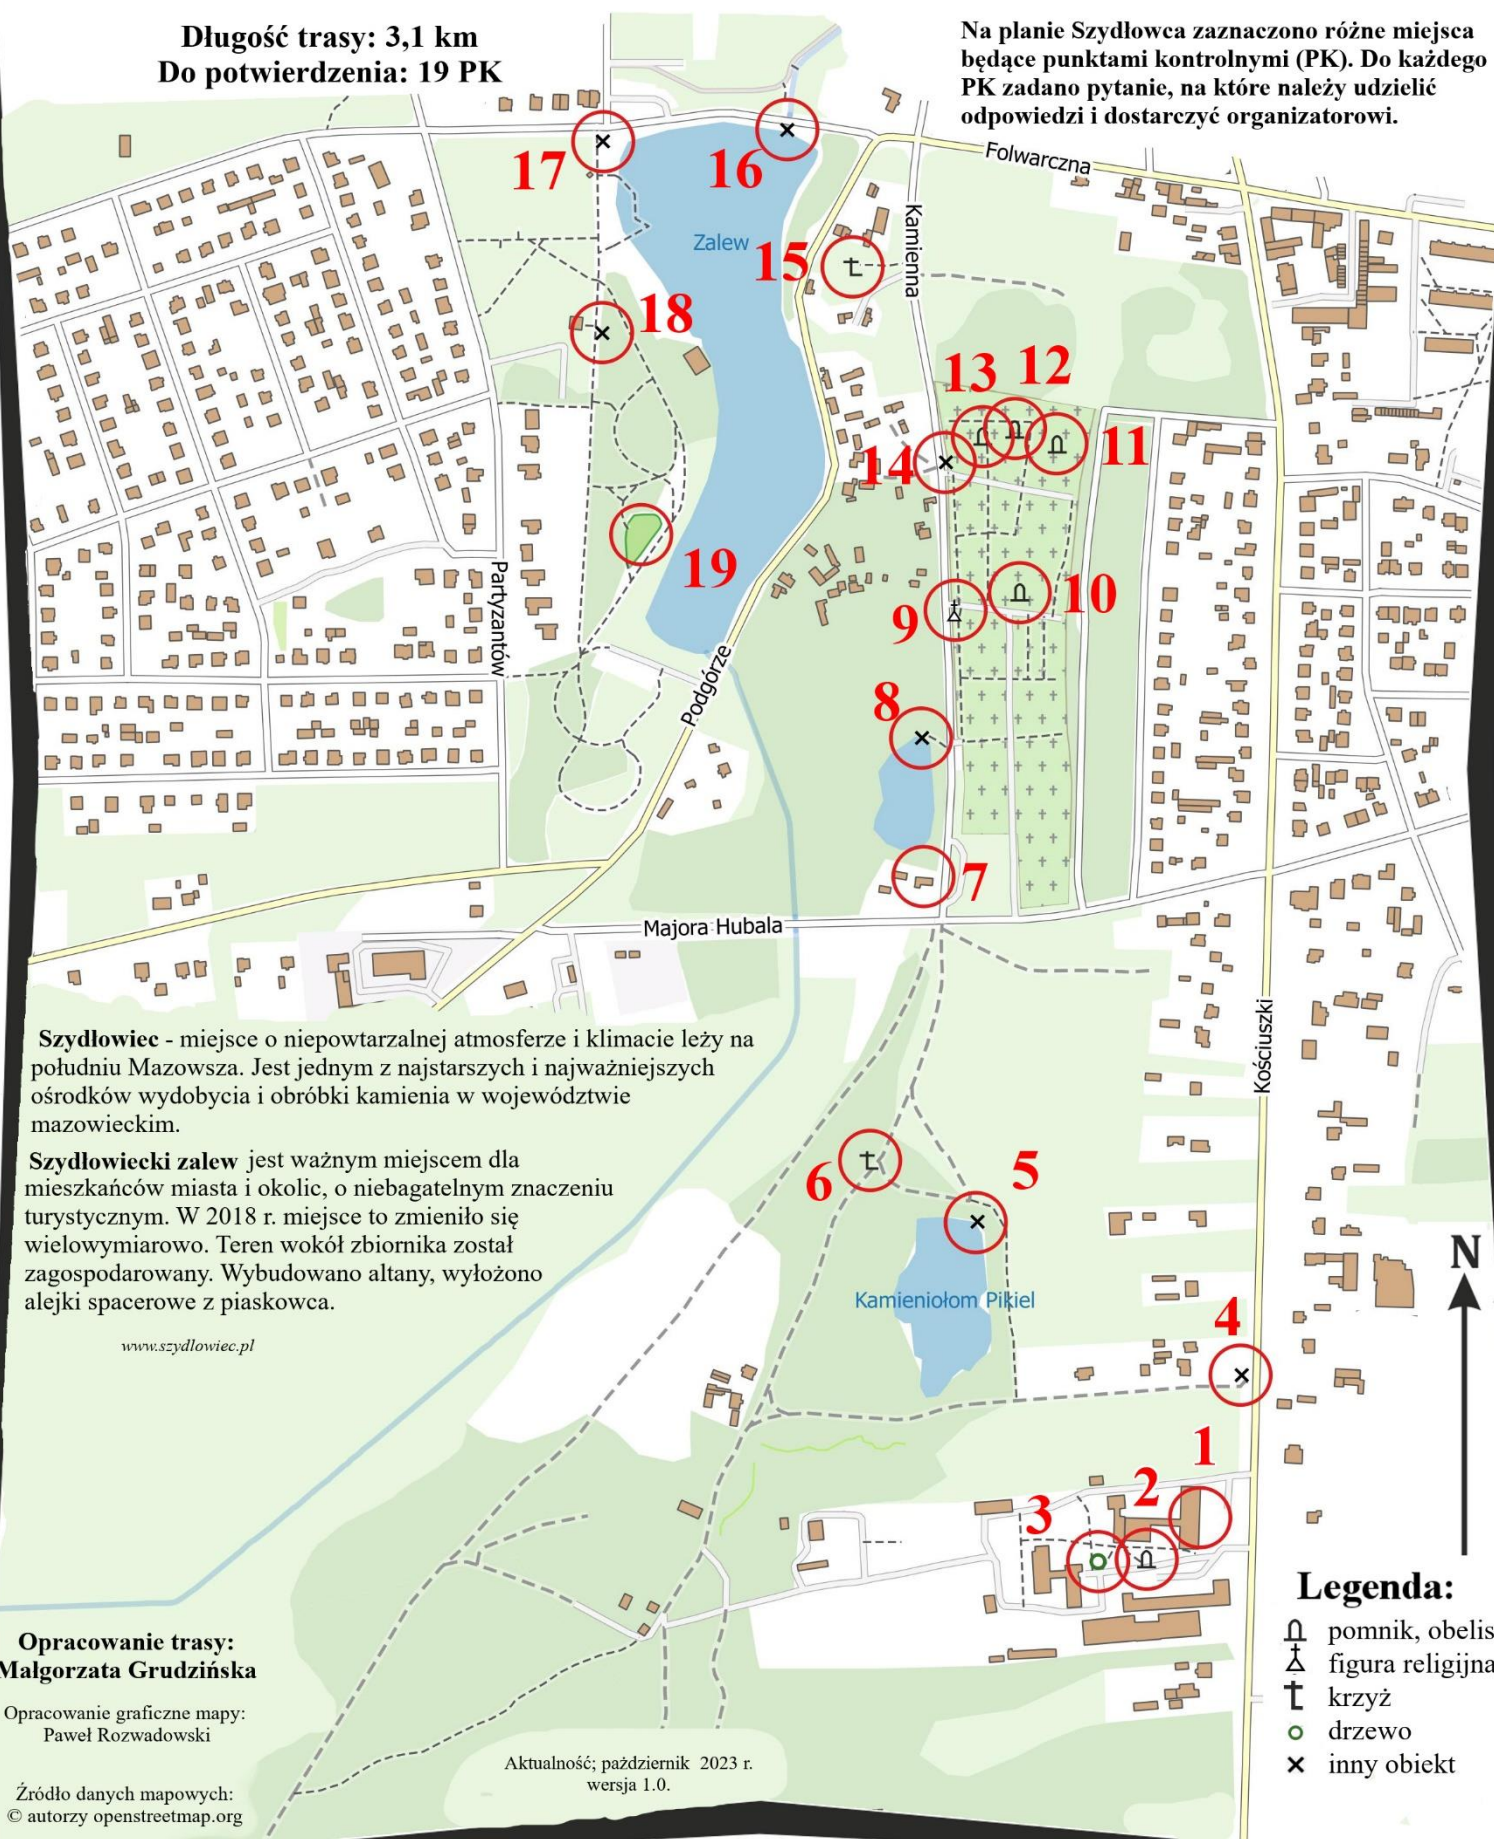 Długość trasy: 3,1 km
Do potwierdzenia: 19 PK
Na planie Szydłowca zaznaczono różne miejsca
będące punktami kontrolnymi (PK). Do każdego
PK zadano pytanie, na które należy udzielić
odpowiedzi i dostarczyć organizatorowi.
17
16
Folwarczna
Kamienna
Zalew
15
18
13
12
14
11
19
Partyzantów
9
10
Podgórze
8
7
Majora Hubala
Kościuszki
Szydłowiec - miejsce o niepowtarzalnej atmosferze i klimacie leży na
południu Mazowsza. Jest jednym z najstarszych i najważniejszych
ośrodków wydobycia i obróbki kamienia w województwie
mazowieckim.
Szydłowiecki zalew jest ważnym miejscem dla
mieszkańców miasta i okolic, o niebagatelnym znaczeniu
turystycznym. W 2018 r. miejsce to zmieniło się
wielowymiarowo. Teren wokół zbiornika został
zagospodarowany. Wybudowano altany, wyłożono
alejki spacerowe z piaskowca.
www.szydlowiec.pl
6
5
N
Kamieniołom Pikiel
4
1
2
3
Legenda:
pomnik, obelis
figura religijna
krzyż
drzewo
inny obiekt
Opracowanie trasy:
Małgorzata Grudzińska
Opracowanie graficzne mapy:
Paweł Rozwadowski
Źródło danych mapowych:
© autorzy openstreetmap.org
Aktualność; październik 2023 r.
wersja 1.0.